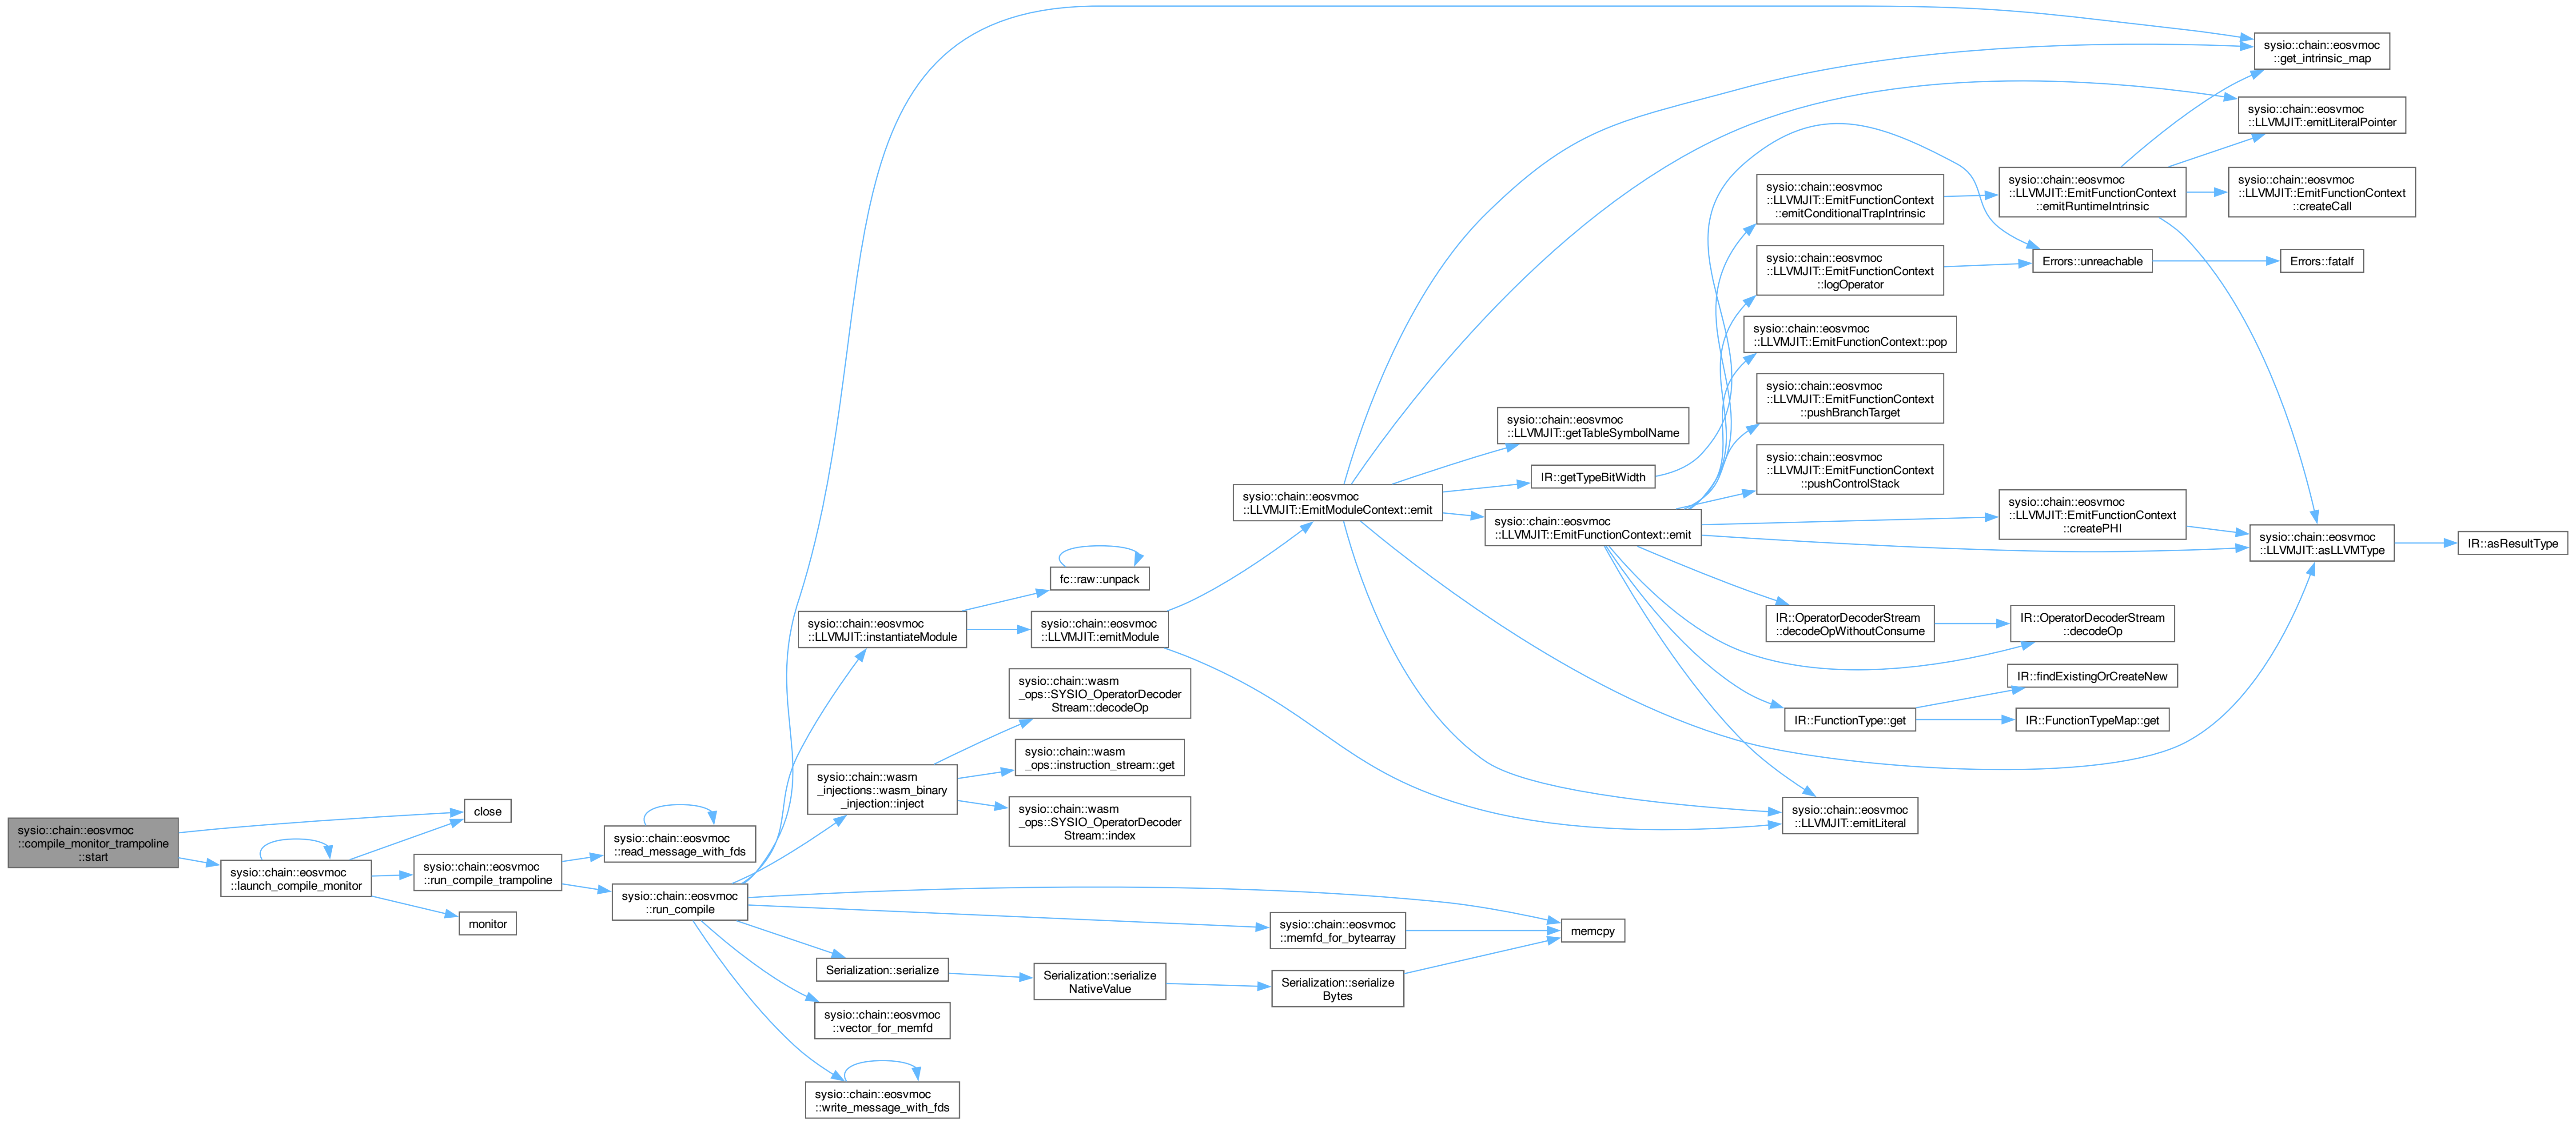 sysio::chain::eosvmoc
::compile_monitor_trampoline
::start
close
sysio::chain::eosvmoc
::launch_compile_monitor
sysio::chain::eosvmoc
::run_compile_trampoline
monitor
sysio::chain::eosvmoc
::read_message_with_fds
sysio::chain::eosvmoc
::run_compile
sysio::chain::eosvmoc
::LLVMJIT::instantiateModule
sysio::chain::wasm
_injections::wasm_binary
_injection::inject
Serialization::serialize
sysio::chain::eosvmoc
::vector_for_memfd
sysio::chain::eosvmoc
::write_message_with_fds
fc::raw::unpack
sysio::chain::eosvmoc
::LLVMJIT::emitModule
sysio::chain::wasm
_ops::SYSIO_OperatorDecoder
Stream::decodeOp
sysio::chain::wasm
_ops::instruction_stream::get
sysio::chain::wasm
_ops::SYSIO_OperatorDecoder
Stream::index
Serialization::serialize
NativeValue
sysio::chain::eosvmoc
::LLVMJIT::EmitModuleContext::emit
sysio::chain::eosvmoc
::memfd_for_bytearray
Serialization::serialize
Bytes
sysio::chain::eosvmoc
::LLVMJIT::getTableSymbolName
IR::getTypeBitWidth
sysio::chain::eosvmoc
::LLVMJIT::EmitFunctionContext::emit
memcpy
sysio::chain::eosvmoc
::LLVMJIT::EmitFunctionContext
::emitConditionalTrapIntrinsic
sysio::chain::eosvmoc
::LLVMJIT::EmitFunctionContext
::logOperator
sysio::chain::eosvmoc
::LLVMJIT::EmitFunctionContext::pop
sysio::chain::eosvmoc
::LLVMJIT::EmitFunctionContext
::pushBranchTarget
sysio::chain::eosvmoc
::LLVMJIT::EmitFunctionContext
::pushControlStack
IR::OperatorDecoderStream
::decodeOpWithoutConsume
IR::FunctionType::get
sysio::chain::eosvmoc
::LLVMJIT::emitLiteral
sysio::chain::eosvmoc
::LLVMJIT::EmitFunctionContext
::emitRuntimeIntrinsic
Errors::unreachable
sysio::chain::eosvmoc
::LLVMJIT::EmitFunctionContext
::createPHI
IR::OperatorDecoderStream
::decodeOp
IR::findExistingOrCreateNew
IR::FunctionTypeMap::get
sysio::chain::eosvmoc
::get_intrinsic_map
sysio::chain::eosvmoc
::LLVMJIT::emitLiteralPointer
sysio::chain::eosvmoc
::LLVMJIT::EmitFunctionContext
::createCall
Errors::fatalf
sysio::chain::eosvmoc
::LLVMJIT::asLLVMType
IR::asResultType